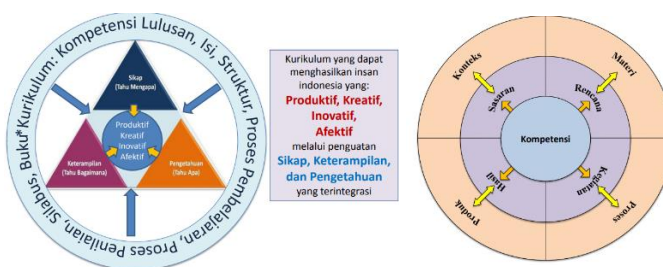 Kurikulum: Kompetensi Lulusan, Isi, Struktur, Proses Pembelajaran, Proses Penilaian, Silabus, Buku*
Sikap
(Tahu Mengapa)
Produktif
Kreatif
Inovatif
Afektif
Keterampilan
(Tahu Bagaimana)
Pengetahuan
(Tahu Apa)
Kurikulum yang dapat
menghasilkan insan
indonesia yang:
Produktif, Kreatif,
Inovatif,
Afektif
melalui penguatan
Sikap, Keterampilan,
dan Pengetahuan
yang terintegrasi
Konteks
Materi
Sasaran
Rencana
Kompetensi
Hasil
Kegiatan
Produk
Proses